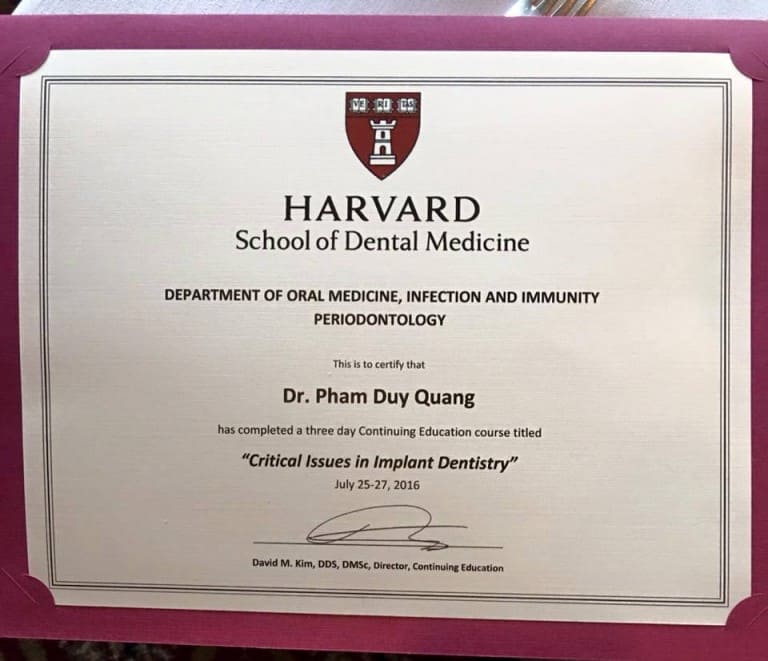 VE RI TAS
HARVARD
School of Dental Medicine
DEPARTMENT OF ORAL MEDICINE, INFECTION AND IMMUNITY
PERIODONTOLOGY
This is to certify that
Dr. Pham Duy Quang
has completed a three day Continuing Education course titled
“Critical Issues in Implant Dentistry”
July 25-27, 2016
David M. Kim, DDS, DMSc, Director, Continuing Education